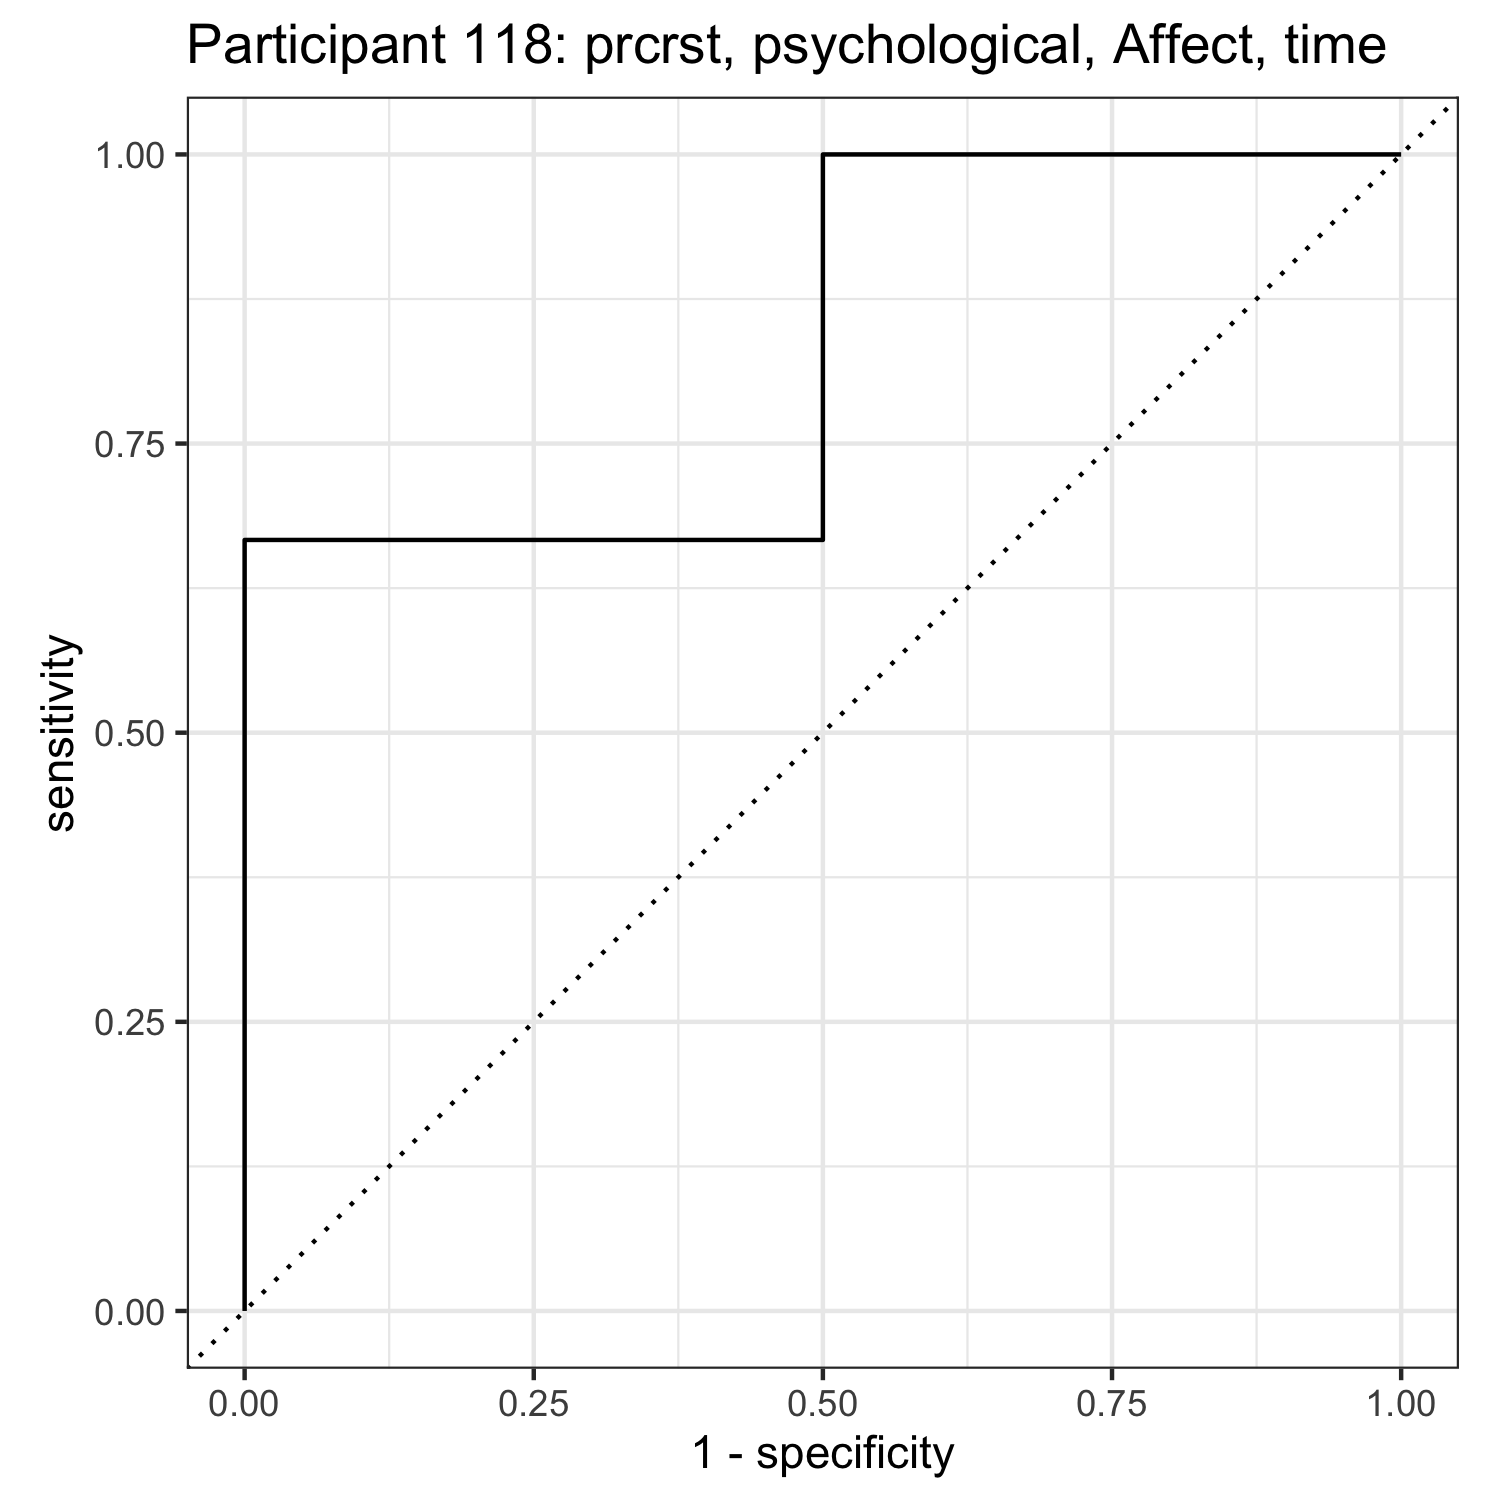 Participant 118: prcrst, psychological, Affect, time
1.00
0.75
0.50
0.25
0.00
sensitivity
0.00 0.25 0.50 0.75 1.00
1 - specificity